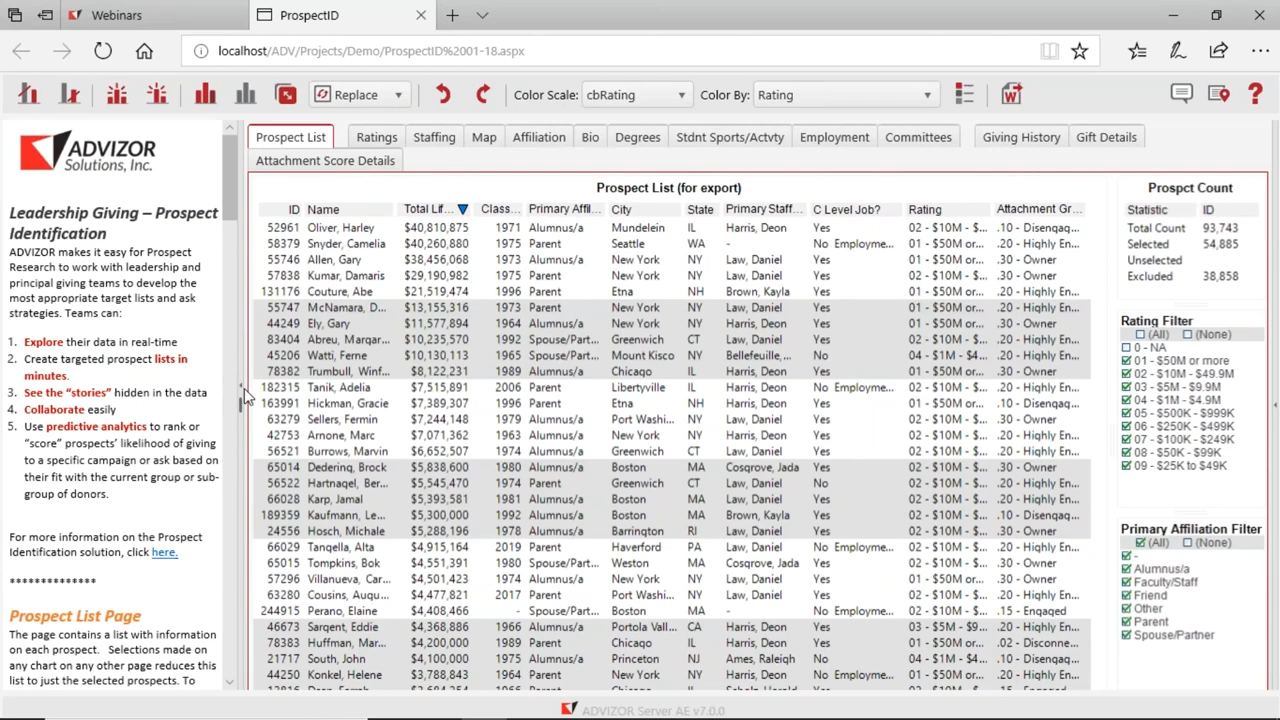 Webinars
ProspectID
localhost/ADV/Projects/Demo/ProspectID%2001-18.aspx
Replace
Color Scale: cbRating
Color By: Rating
ADVIZOR
Solutions, Inc.
Leadership Giving – Prospect
Identification
ADVIZOR makes it easy for Prospect
Research to work with leadership and
principal giving teams to develop the
most appropriate target lists and ask
strategies. Teams can:
1. Explore their data in real-time
2. Create targeted prospect lists in
minutes.
3. See the “stories” hidden in the data
4. Collaborate easily
5. Use predictive analytics to rank or
“score” prospects’ likelihood of giving
to a specific campaign or ask based on
their fit with the current group or sub-
group of donors.
For more information on the Prospect
Identification solution, click here.
**************
Prospect List Page
The page contains a list with information
on each prospect. Selections made on
any chart on any other page reduces this
list to just the selected prospects. To
Prospect List Ratings Staffing Map Affiliation Bio Degrees Stdnt Sports/Actvty Employment Committees Giving History Gift Details
Attachment Score Details
Prospect List (for export)
ID Name Total Lif... Class... Primary Affil... City State Primary Staff... C Level Job? Rating Attachment Gr...
52961 Oliver, Harley $40,810,875 1971 Alumnus/a Mundelein IL Harris, Deon Yes 02 - $10M - $... .10 - Disengag...
58379 Snyder, Camelia $40,260,880 1975 Parent Seattle WA - No Employme... 02 - $10M - $... .20 - Highly En...
55746 Allen, Gary $38,456,068 1973 Alumnus/a New York NY Law, Daniel Yes 01 - $50M or... .30 - Owner
57838 Kumar, Damaris $29,190,982 1975 Parent New York NY Law, Daniel Yes 01 - $50M or... .20 - Highly En...
131176 Couture, Abe $21,519,474 1996 Parent Etna NH Brown, Kayla Yes 02 - $10M - $... .20 - Highly En...
55747 McNamara, D... $13,155,316 1973 Parent New York NY Law, Daniel Yes 01 - $50M or... .20 - Highly En...
44249 Ely, Gary $11,577,894 1964 Alumnus/a New York NY Harris, Deon Yes 01 - $50M or... .30 - Owner
83404 Abreu, Margar... $10,235,570 1992 Spouse/Part... Greenwich CT Law, Daniel Yes 02 - $10M - $... .20 - Highly En...
45206 Watti, Ferne $10,130,113 1965 Spouse/Part... Mount Kisco NY Bellefeuille,... No 04 - $1M - $4... .20 - Highly En...
78382 Trumbull, Winf... $8,122,231 1989 Alumnus/a Chicago IL Harris, Deon Yes 01 - $50M or... .30 - Owner
182315 Tanik, Adelia $7,515,891 2006 Parent Libertyville IL Harris, Deon No Employme... 02 - $10M - $... .20 - Highly En...
163991 Hickman, Gracie $7,389,307 1996 Parent Etna NH Harris, Deon Yes 01 - $50M or... .10 - Disengag...
63279 Sellers, Fermin $7,244,148 1979 Alumnus/a Port Washi... NY Law, Daniel Yes 02 - $10M - $... .30 - Owner
42753 Arnone, Marc $7,071,362 1963 Alumnus/a New York NY Harris, Deon Yes 02 - $10M - $... .20 - Highly En...
56521 Burrows, Marvin $6,652,507 1974 Alumnus/a Greenwich CT Law, Daniel Yes 02 - $10M - $... .20 - Highly En...
65014 Dedering, Brock $5,838,600 1980 Alumnus/a Boston MA Cosgrove, Jada Yes 02 - $10M - $... .30 - Owner
56522 Hartnagel, Ber... $5,545,470 1974 Parent Greenwich CT Law, Daniel No 02 - $10M - $... .20 - Highly En...
66028 Karp, Jamal $5,393,581 1981 Alumnus/a Boston MA Law, Daniel Yes 02 - $10M - $... .20 - Highly En...
189359 Kaufmann, Le... $5,300,000 1992 Alumnus/a Boston MA Brown, Kayla Yes 02 - $10M - $... .10 - Disengag...
24556 Hosch, Michale $5,288,196 1978 Alumnus/a Barrington RI Law, Daniel Yes 02 - $10M - $... .30 - Owner
66029 Tangella, Alta $4,915,164 2019 Parent Haverford PA Law, Daniel No Employme... 02 - $10M - $... .20 - Highly En...
65015 Tompkins, Bok $4,551,391 1980 Spouse/Part... Weston MA Cosgrove, Jada Yes 02 - $10M - $... .20 - Highly En...
57296 Villanueva, Car... $4,501,423 1974 Alumnus/a New York NY Law, Daniel Yes 01 - $50M or... .30 - Owner
63280 Cousins, Augu... $4,477,821 2017 Parent Port Washi... NY Law, Daniel Yes 02 - $10M - $... .20 - Highly En...
244915 Perano, Elaine $4,408,466 - Spouse/Part... Boston MA - No Employme... 02 - $10M - $... .15 - Engaged
46673 Sargent, Eddie $4,368,886 1966 Alumnus/a Portola Vall... CA Harris, Deon Yes 03 - $5M - $9... .20 - Highly En...
78383 Huffman, Mar... $4,200,000 1989 Parent Chicago IL Harris, Deon Yes 01 - $50M or... .02 - Disconne...
21717 South, John $4,100,000 1975 Alumnus/a Princeton NJ Ames, Raleigh No 04 - $1M - $4... .10 - Disengag...
44250 Konkel, Helene $3,788,843 1964 Parent New York NY Harris, Deon Yes 01 - $50M or... .20 - Highly En...
Prospct Count
Statistic ID
Total Count 93,743
Selected 54,885
Unselected
Excluded 38,858
Rating Filter
(All) (None)
0 - NA
01 - $50M or more
02 - $10M - $49.9M
03 - $5M - $9.9M
04 - $1M - $4.9M
05 - $500K - $999K
06 - $250K - $499K
07 - $100K - $249K
08 - $50K - $99K
09 - $25K to $49K
Primary Affiliation Filter
(All) (None)
-
Alumnus/a
Faculty/Staff
Friend
Other
Parent
Spouse/Partner
ADVIZOR Server AE v7.0.0